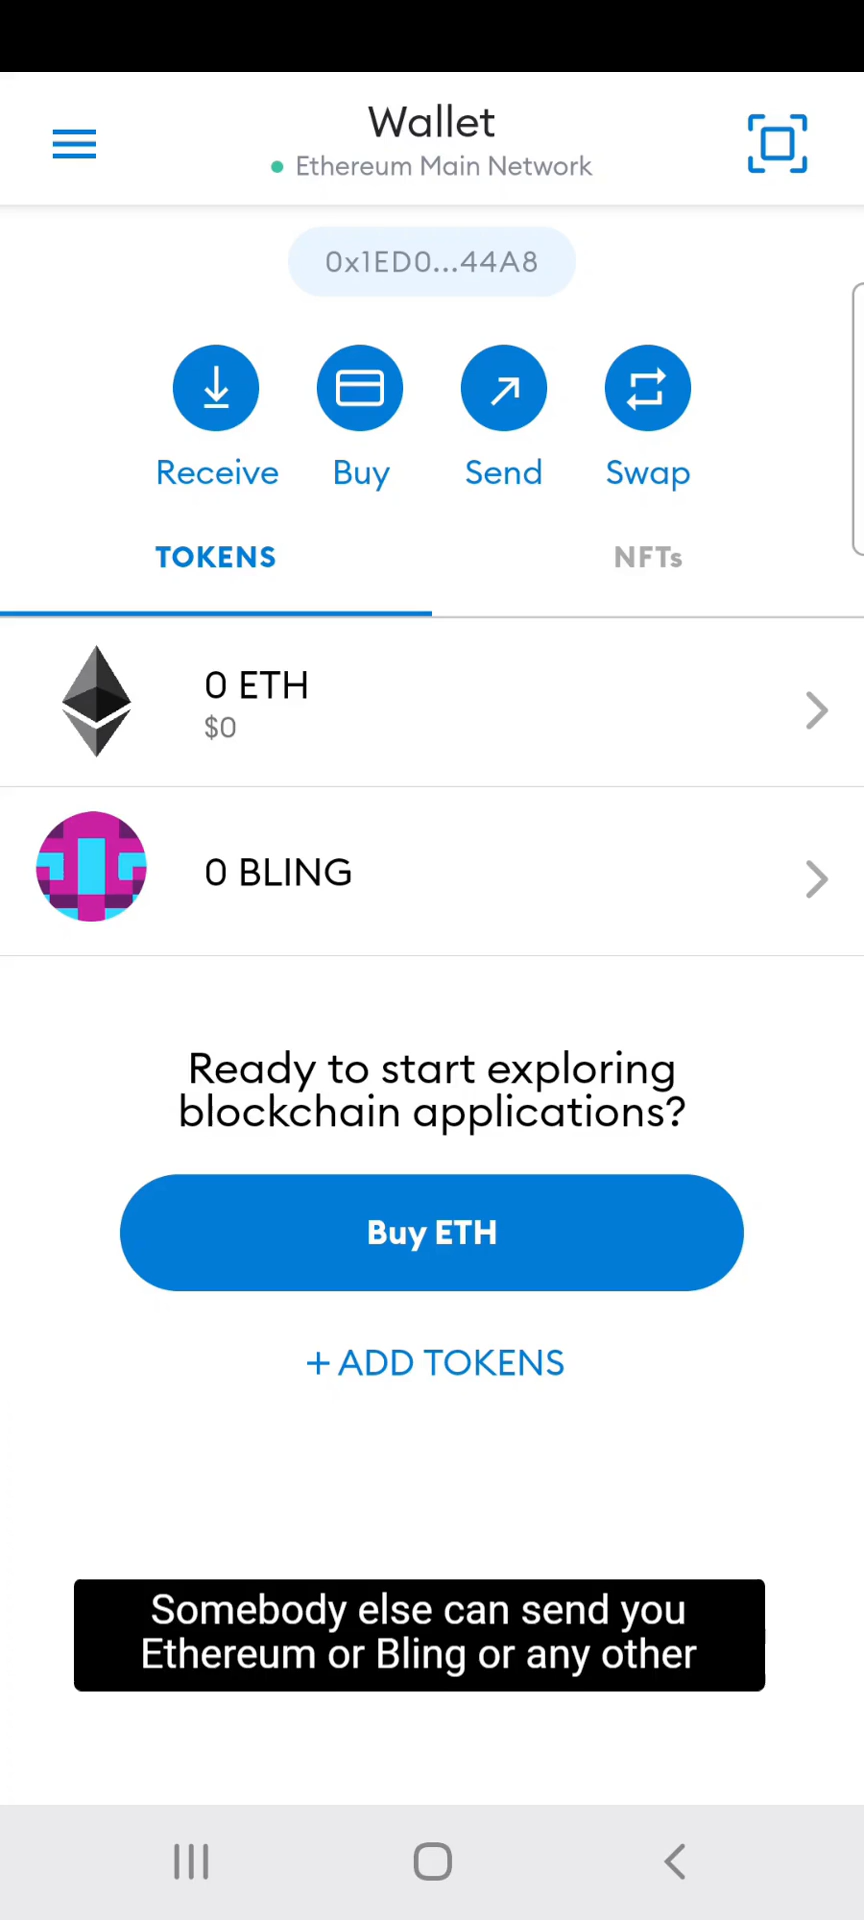 Wallet
Ethereum Main Network
0x1ED0...44A8
Receive Buy Send Swap
TOKENS NFTs
0 ETH
$0
0 BLING
Ready to start exploring
blockchain applications?
Buy ETH
+ ADD TOKENS
Somebody else can send you
Ethereum or Bling or any other